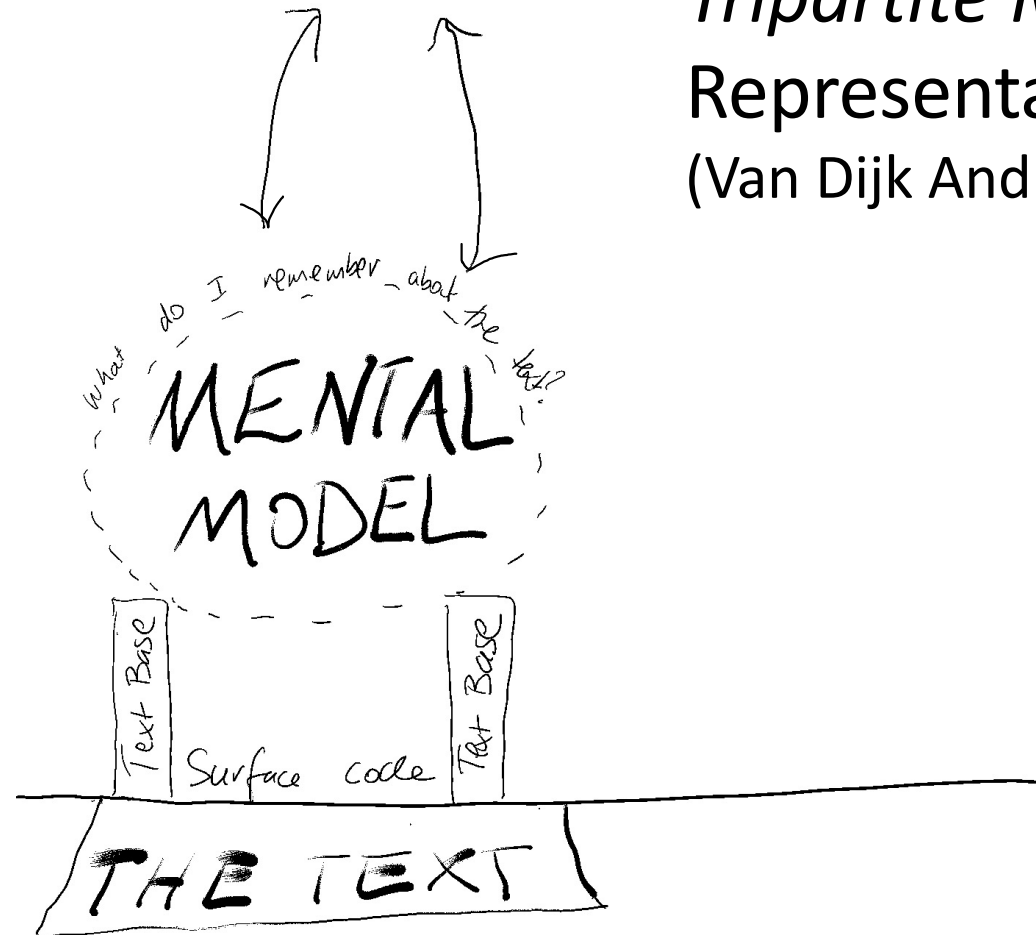 Tripartite
Representa
(Van Dijk And
What do I remember about the text?
MENTAL
MODEL
Text Base
Text Base
Surface code
THE TEXT